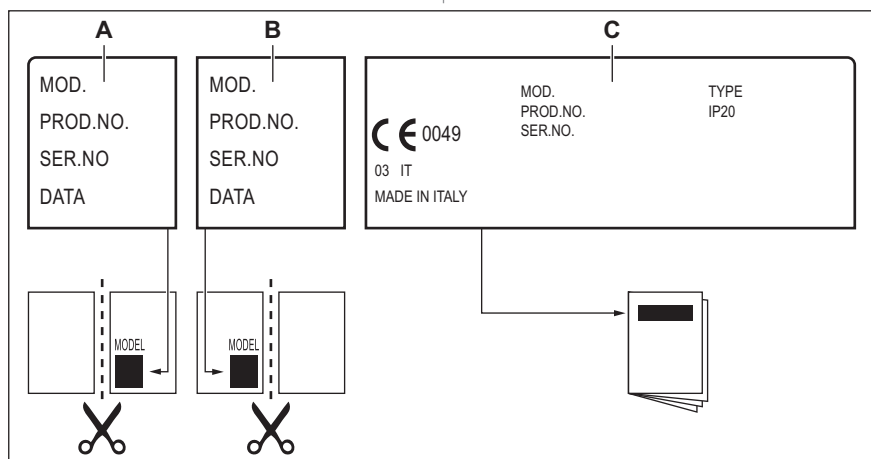 A
B
C
MOD.
PROD.NO.
SER.NO
DATA
MOD.
PROD.NO.
SER.NO
DATA
MOD.
PROD.NO.
SER.NO.
TYPE
IP20
CE 0049
03 IT
MADE IN ITALY
MODEL
MODEL